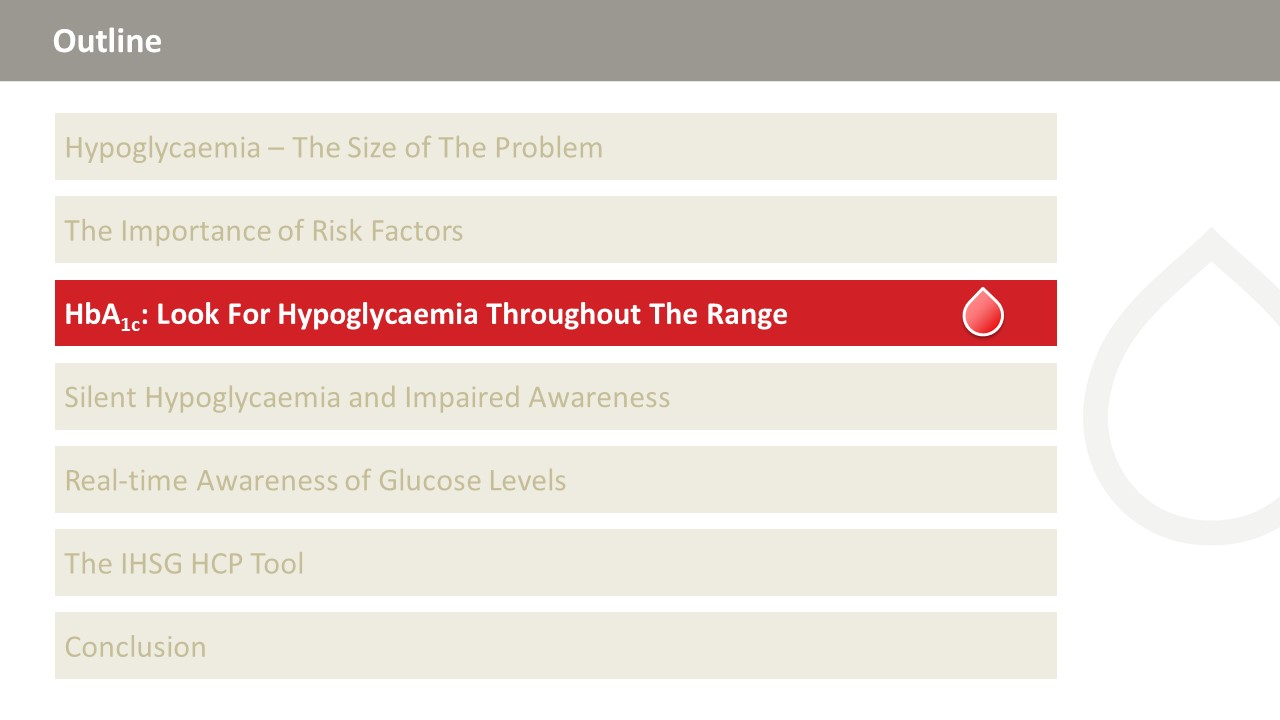 Outline
Hypoglycaemia – The Size of The Problem
The Importance of Risk Factors
HbA1c: Look For Hypoglycaemia Throughout The Range
Silent Hypoglycaemia and Impaired Awareness
Real-time Awareness of Glucose Levels
The IHSG HCP Tool
Conclusion